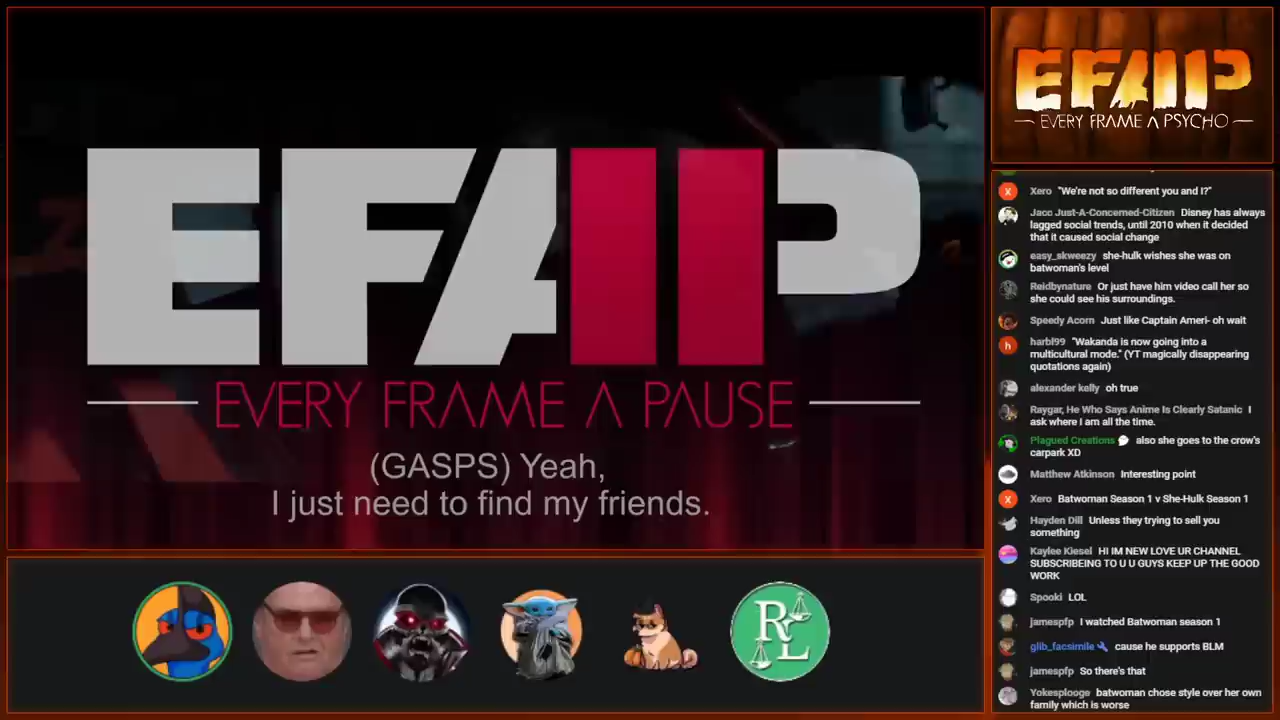 EFAP
EVERY FRAME A PAUSE
(GASPS) Yeah,
I just need to find my friends.
RL
EFAP
EVERY FRAME A PSYCHO
X Xero "We're not so different you and I?"
Jaco Just-A-Concerned-Citizen Disney has always
lagged social trends, until 2010 when it decided
that it caused social change
easy_skweezy she-hulk wishes she was on
batwoman's level
Reidbynature Or just have him video call her so
she could see his surroundings.
Speedy Acorn Just like Captain Ameri- oh wait
h harbl99 "Wakanda is now going into a
multicultural mode." (YT magically disappearing
quotations again)
alexander kelly oh true
Raygar, He Who Says Anime Is Clearly Satanic I
ask where I am all the time.
Plagued Creations also she goes to the crow's
carpark XD
Matthew Atkinson Interesting point
X Xero Batwoman Season 1 v She-Hulk Season 1
Hayden Dill Unless they trying to sell you
something
Kaylee Kiesel HI IM NEW LOVE UR CHANNEL
SUBSCRIBEING TO U U GUYS KEEP UP THE GOOD
WORK
Spooki LOL
jamespfp I watched Batwoman season 1
glib_facsimile cause he supports BLM
jamespfp So there's that
Yokesplooge batwoman chose style over her own
family which is worse